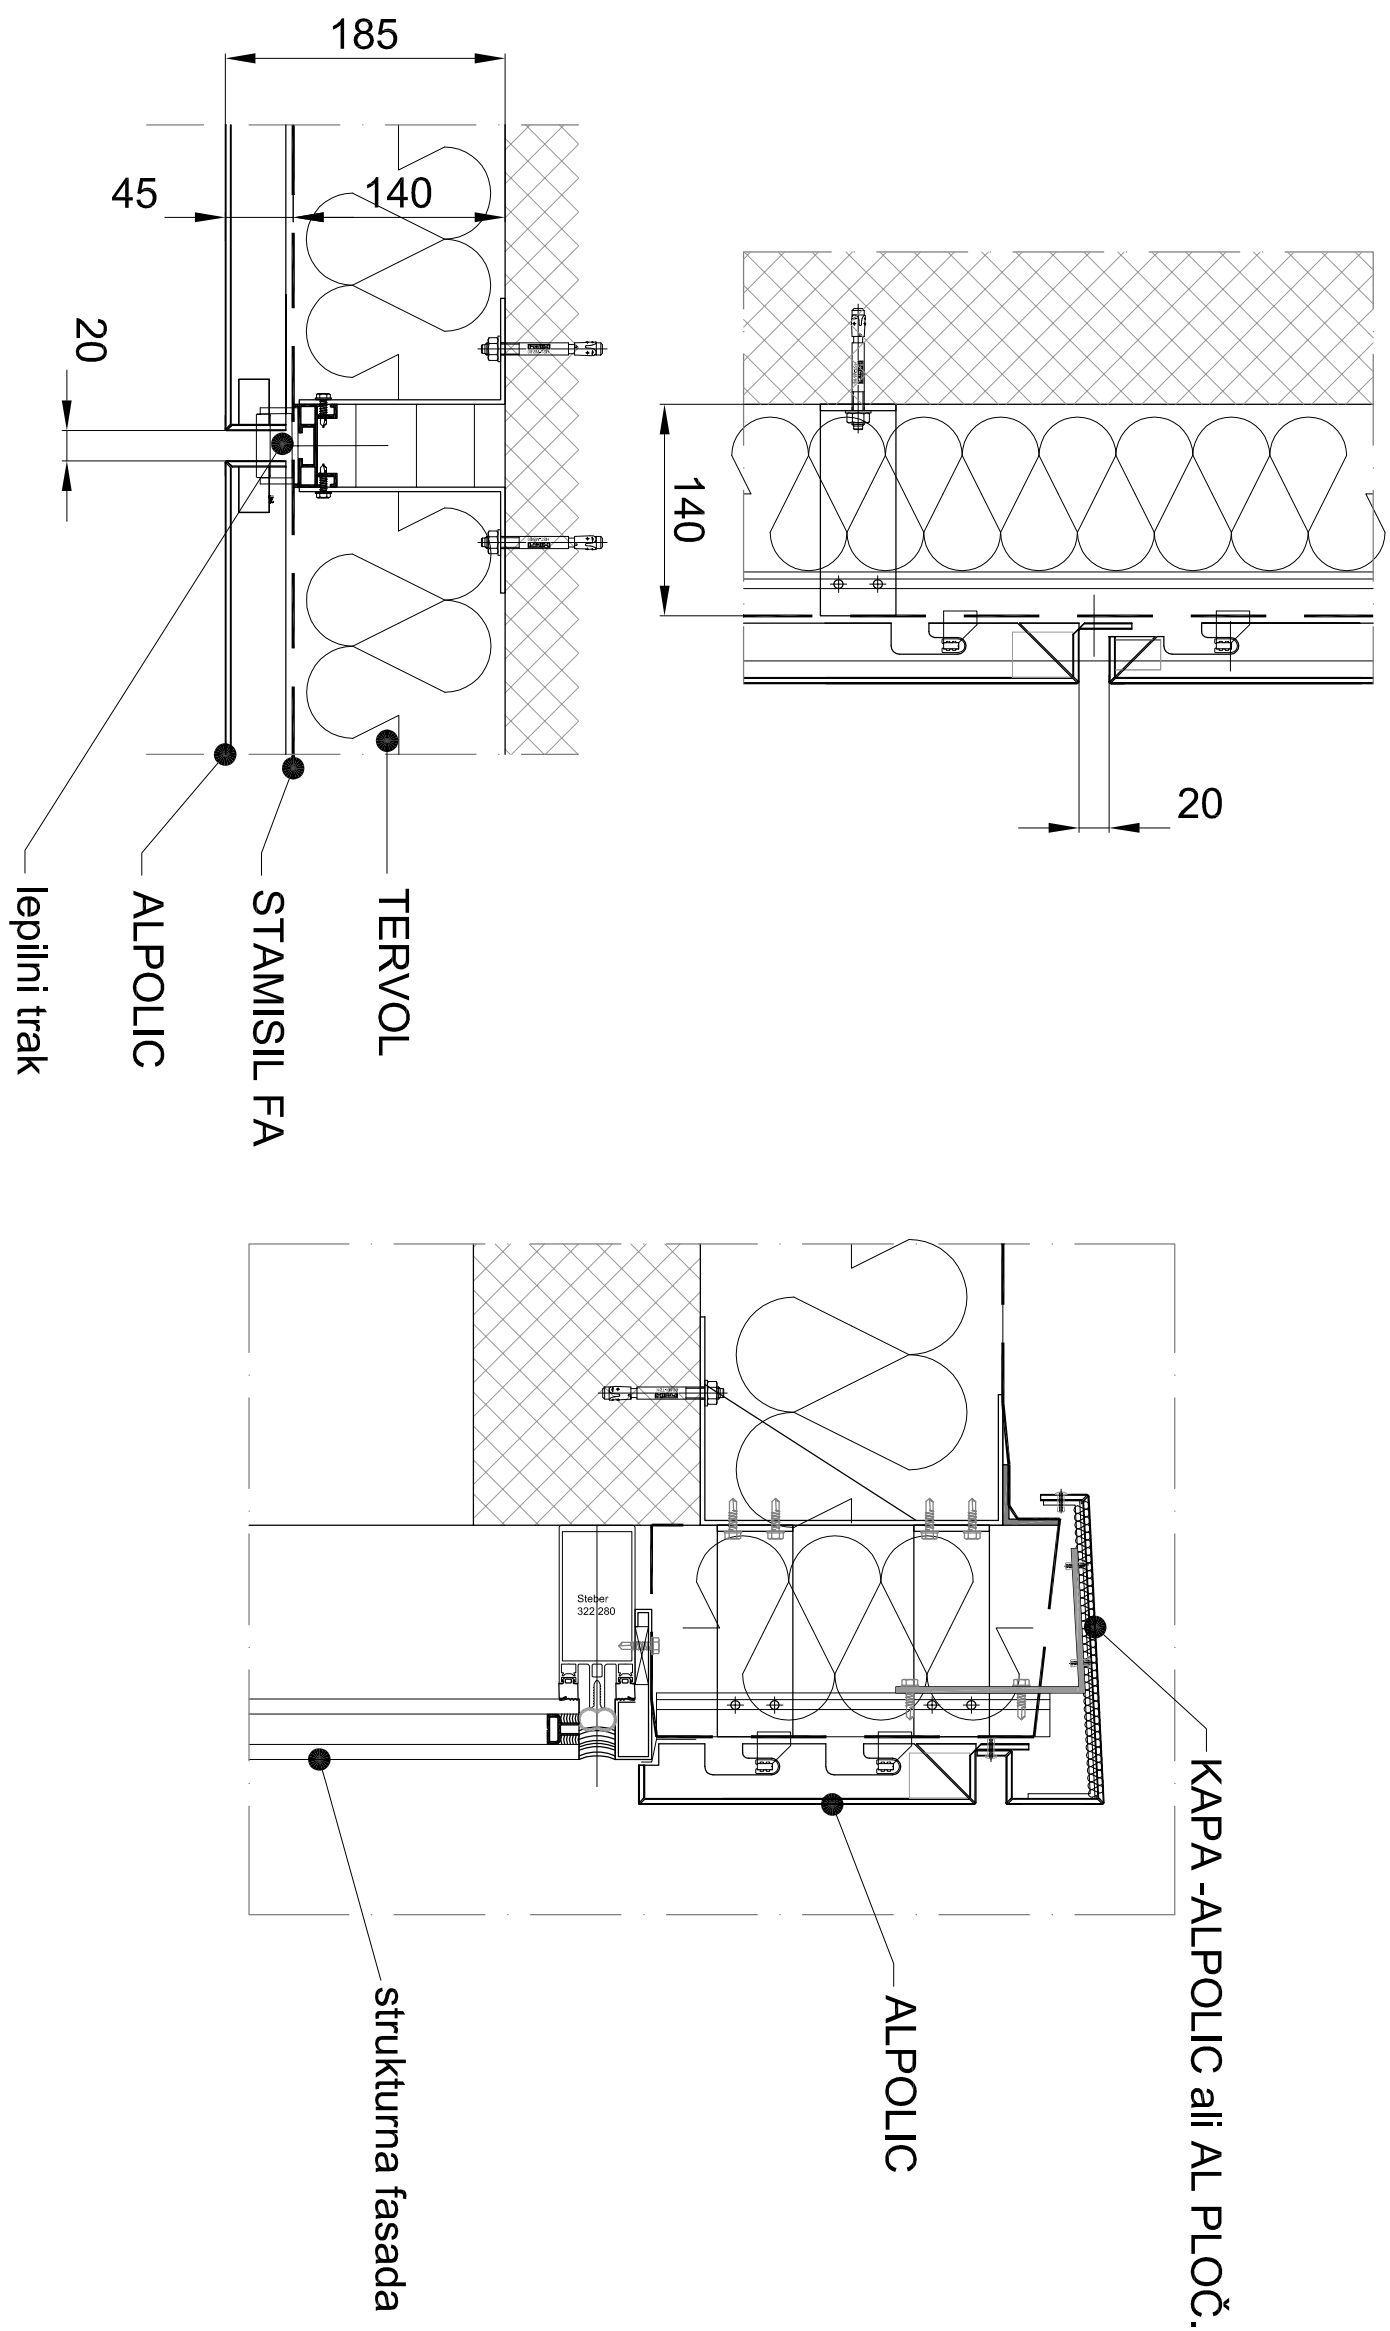 185
45
140
20
140
20
TERVOL
STAMISIL FA
ALPOLIC
lepilni trak
Steber
322 280
KAPA -ALPOLIC ali AL PLOČ.
ALPOLIC
strukturna fasada